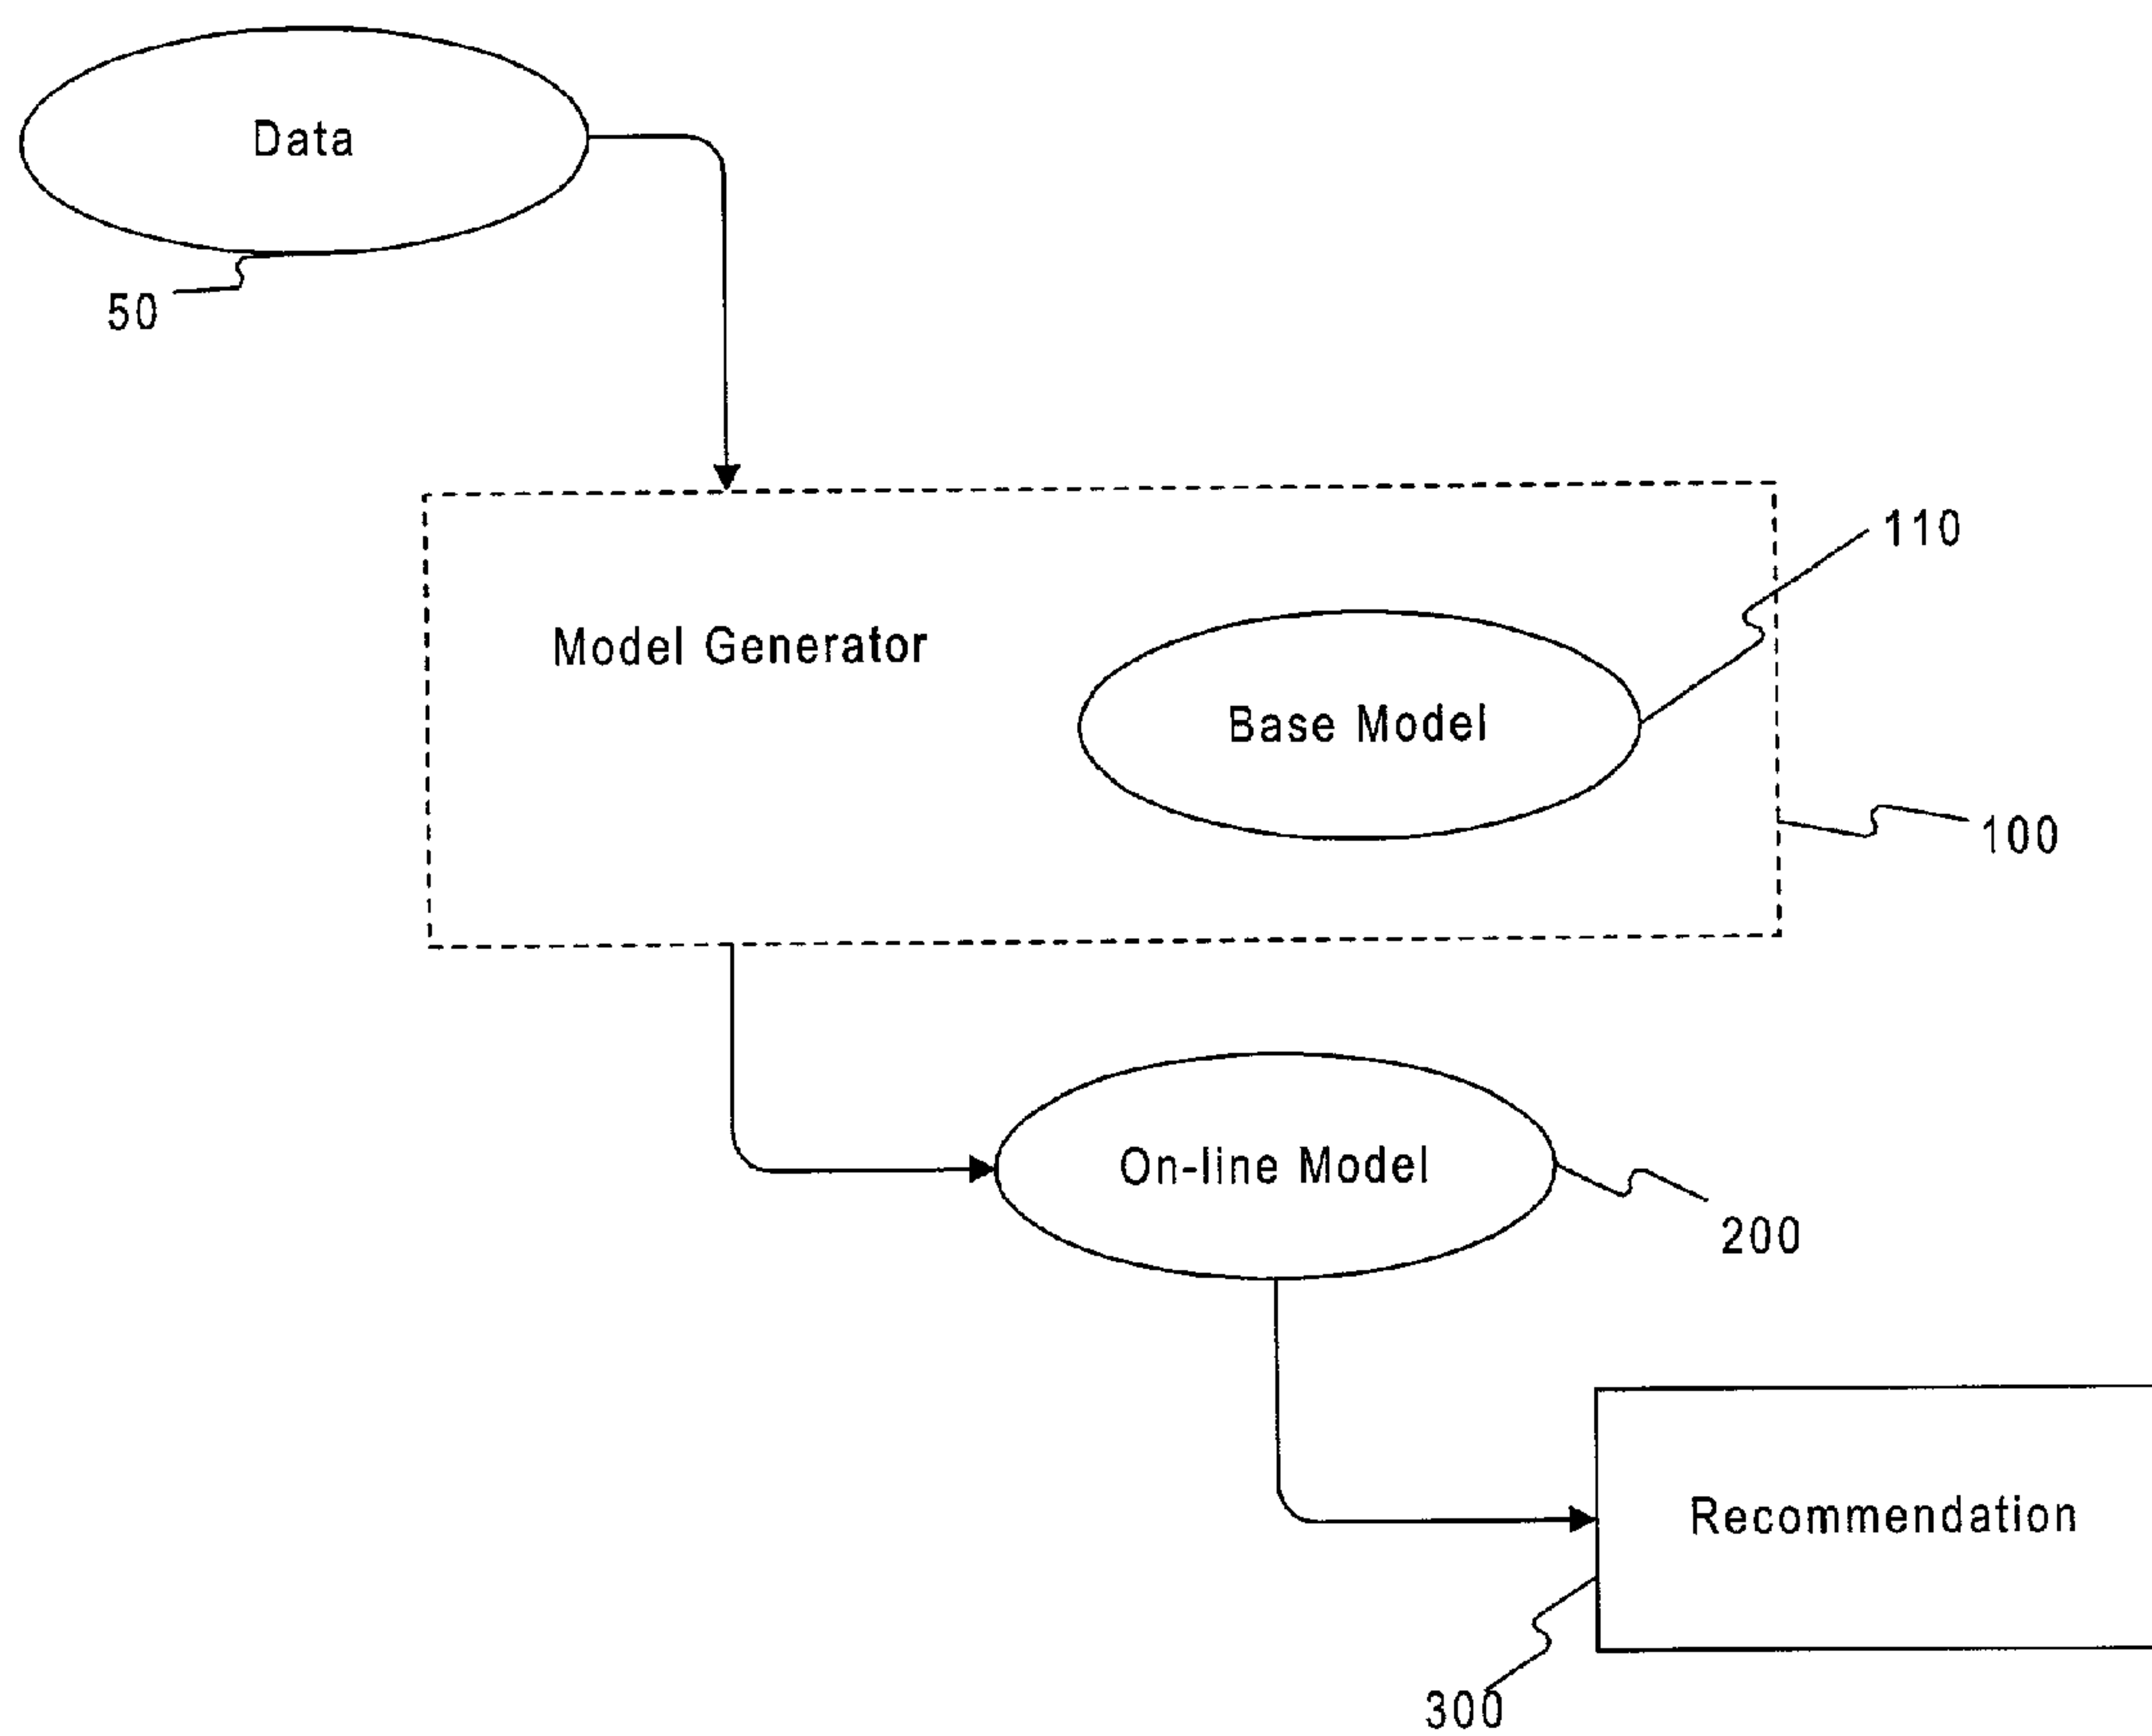 Data
50
110
Model Generator
Base Model
100
On-line Model
200
Recommendation
300